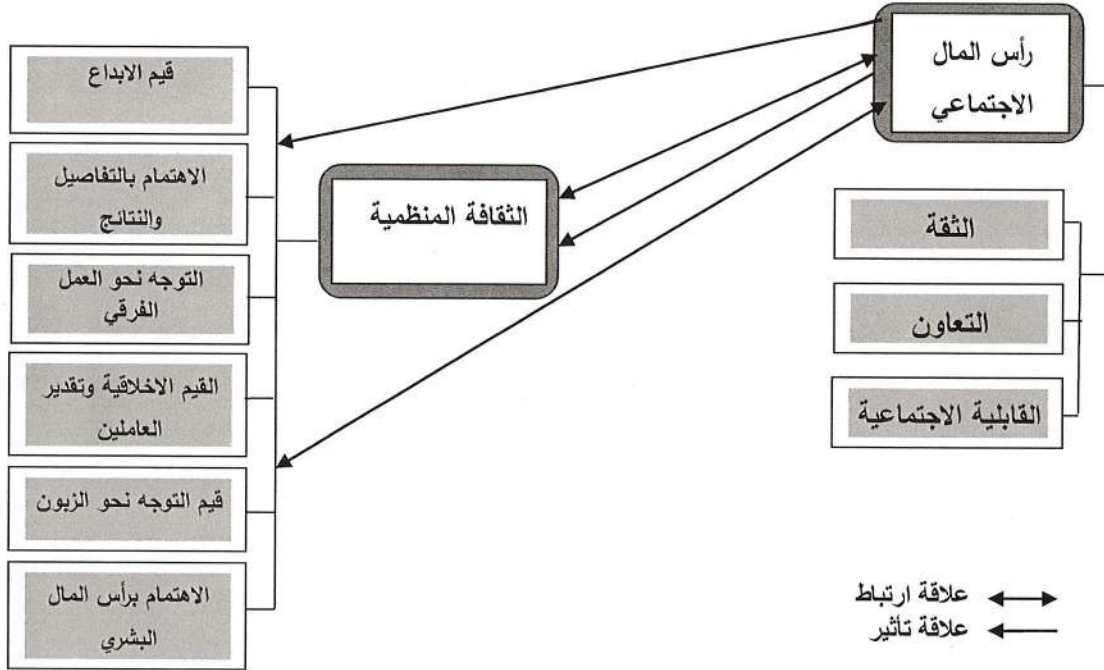 رأس المال
الاجتماعي
الثقة
التعاون
القابلية الاجتماعية
الثقافة المنظمية
قيم الابداع
الاهتمام بالتفاصيل
والنتائج
التوجه نحو العمل
الفرقي
القيم الاخلاقية وتقدير
العاملين
قيم التوجه نحو الزبون
الاهتمام برأس المال
البشري
علاقة ارتباط
علاقة تأثير